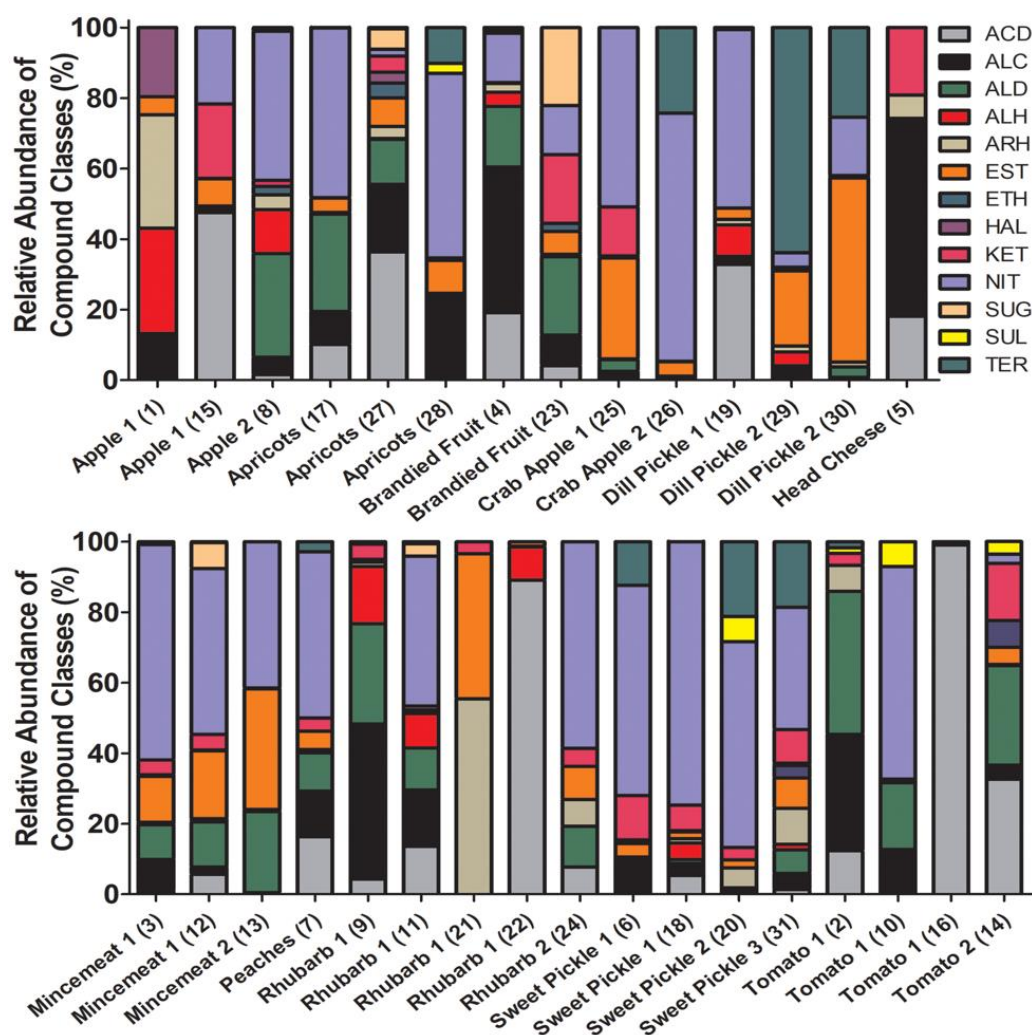 Relative Abundance of
Compound Classes (%)
100
80
60
40
20
0
Apple 1 (1)
Apple 1 (15)
Apple 2 (8)
Apricots (17)
Apricots (27)
Apricots (28)
Brandied Fruit (4)
Brandied Fruit (23)
Crab Apple 1 (25)
Crab Apple 2 (26)
Dill Pickle 1 (19)
Dill Pickle 2 (29)
Dill Pickle 2 (30)
Head Cheese (5)
ACD
ALC
ALD
ALH
ARH
EST
ETH
HAL
KET
NIT
SUG
SUL
TER
Relative Abundance of
Compound Classes (%)
100
80
60
40
20
0
Mincemeat 1 (3)
Mincemeat 1 (12)
Mincemeat 2 (13)
Peaches (7)
Rhubarb 1 (9)
Rhubarb 1 (11)
Rhubarb 1 (21)
Rhubarb 1 (22)
Rhubarb 2 (24)
Sweet Pickle 1 (6)
Sweet Pickle 1 (18)
Sweet Pickle 2 (20)
Sweet Pickle 3 (31)
Tomato 1 (2)
Tomato 1 (10)
Tomato 1 (16)
Tomato 2 (14)